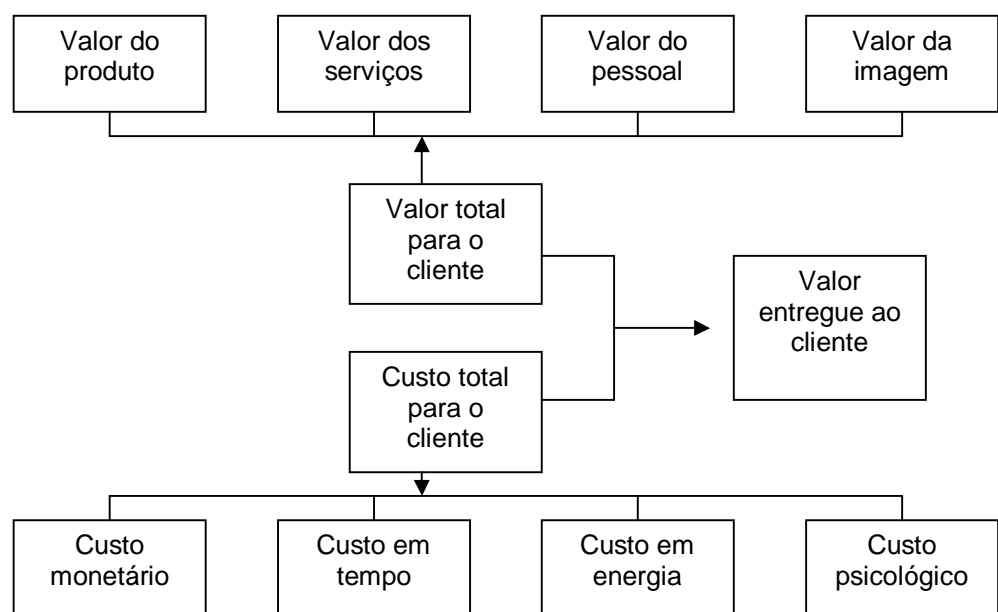 Valor do
produto
Valor dos
serviços
Valor do
pessoal
Valor da
imagem
Valor total
para o
cliente
Valor
entregue ao
cliente
Custo total
para o
cliente
Custo
monetário
Custo em
tempo
Custo em
energia
Custo
psicológico